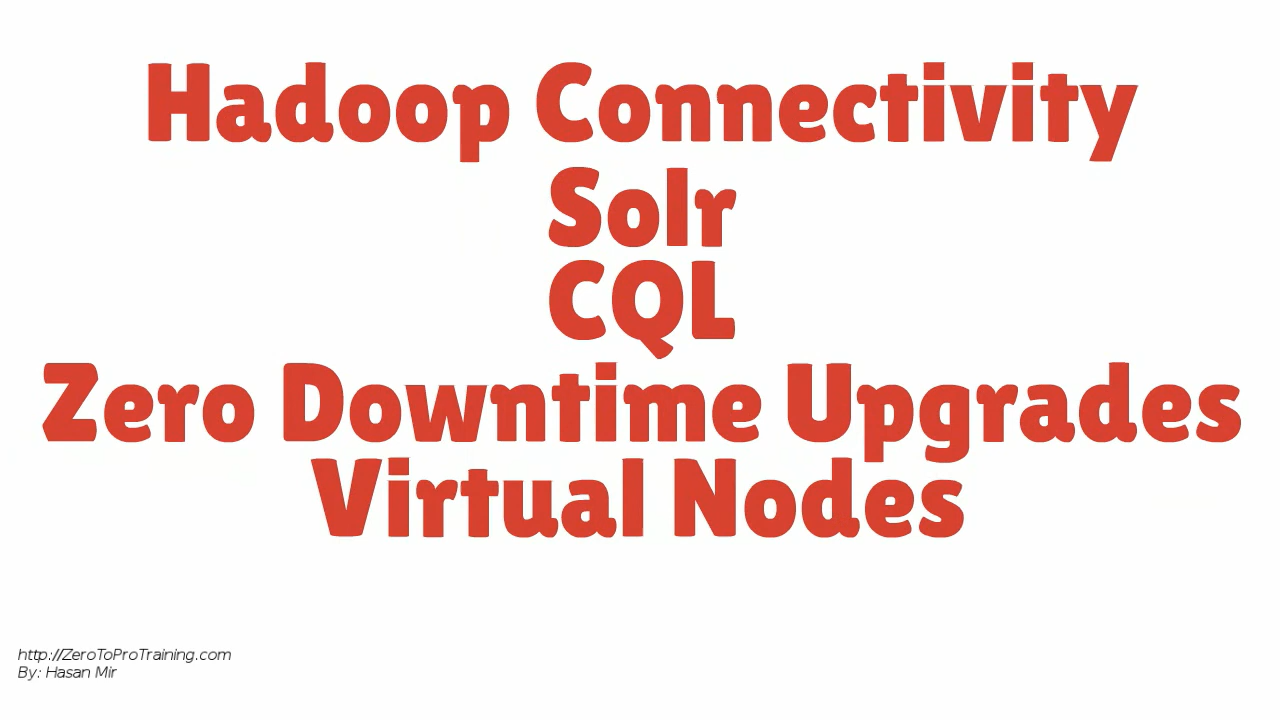 Hadoop Connectivity
Solr
CQL
Zero Downtime Upgrades
Virtual Nodes
http://ZeroToProTraining.com
By: Hasan Mir